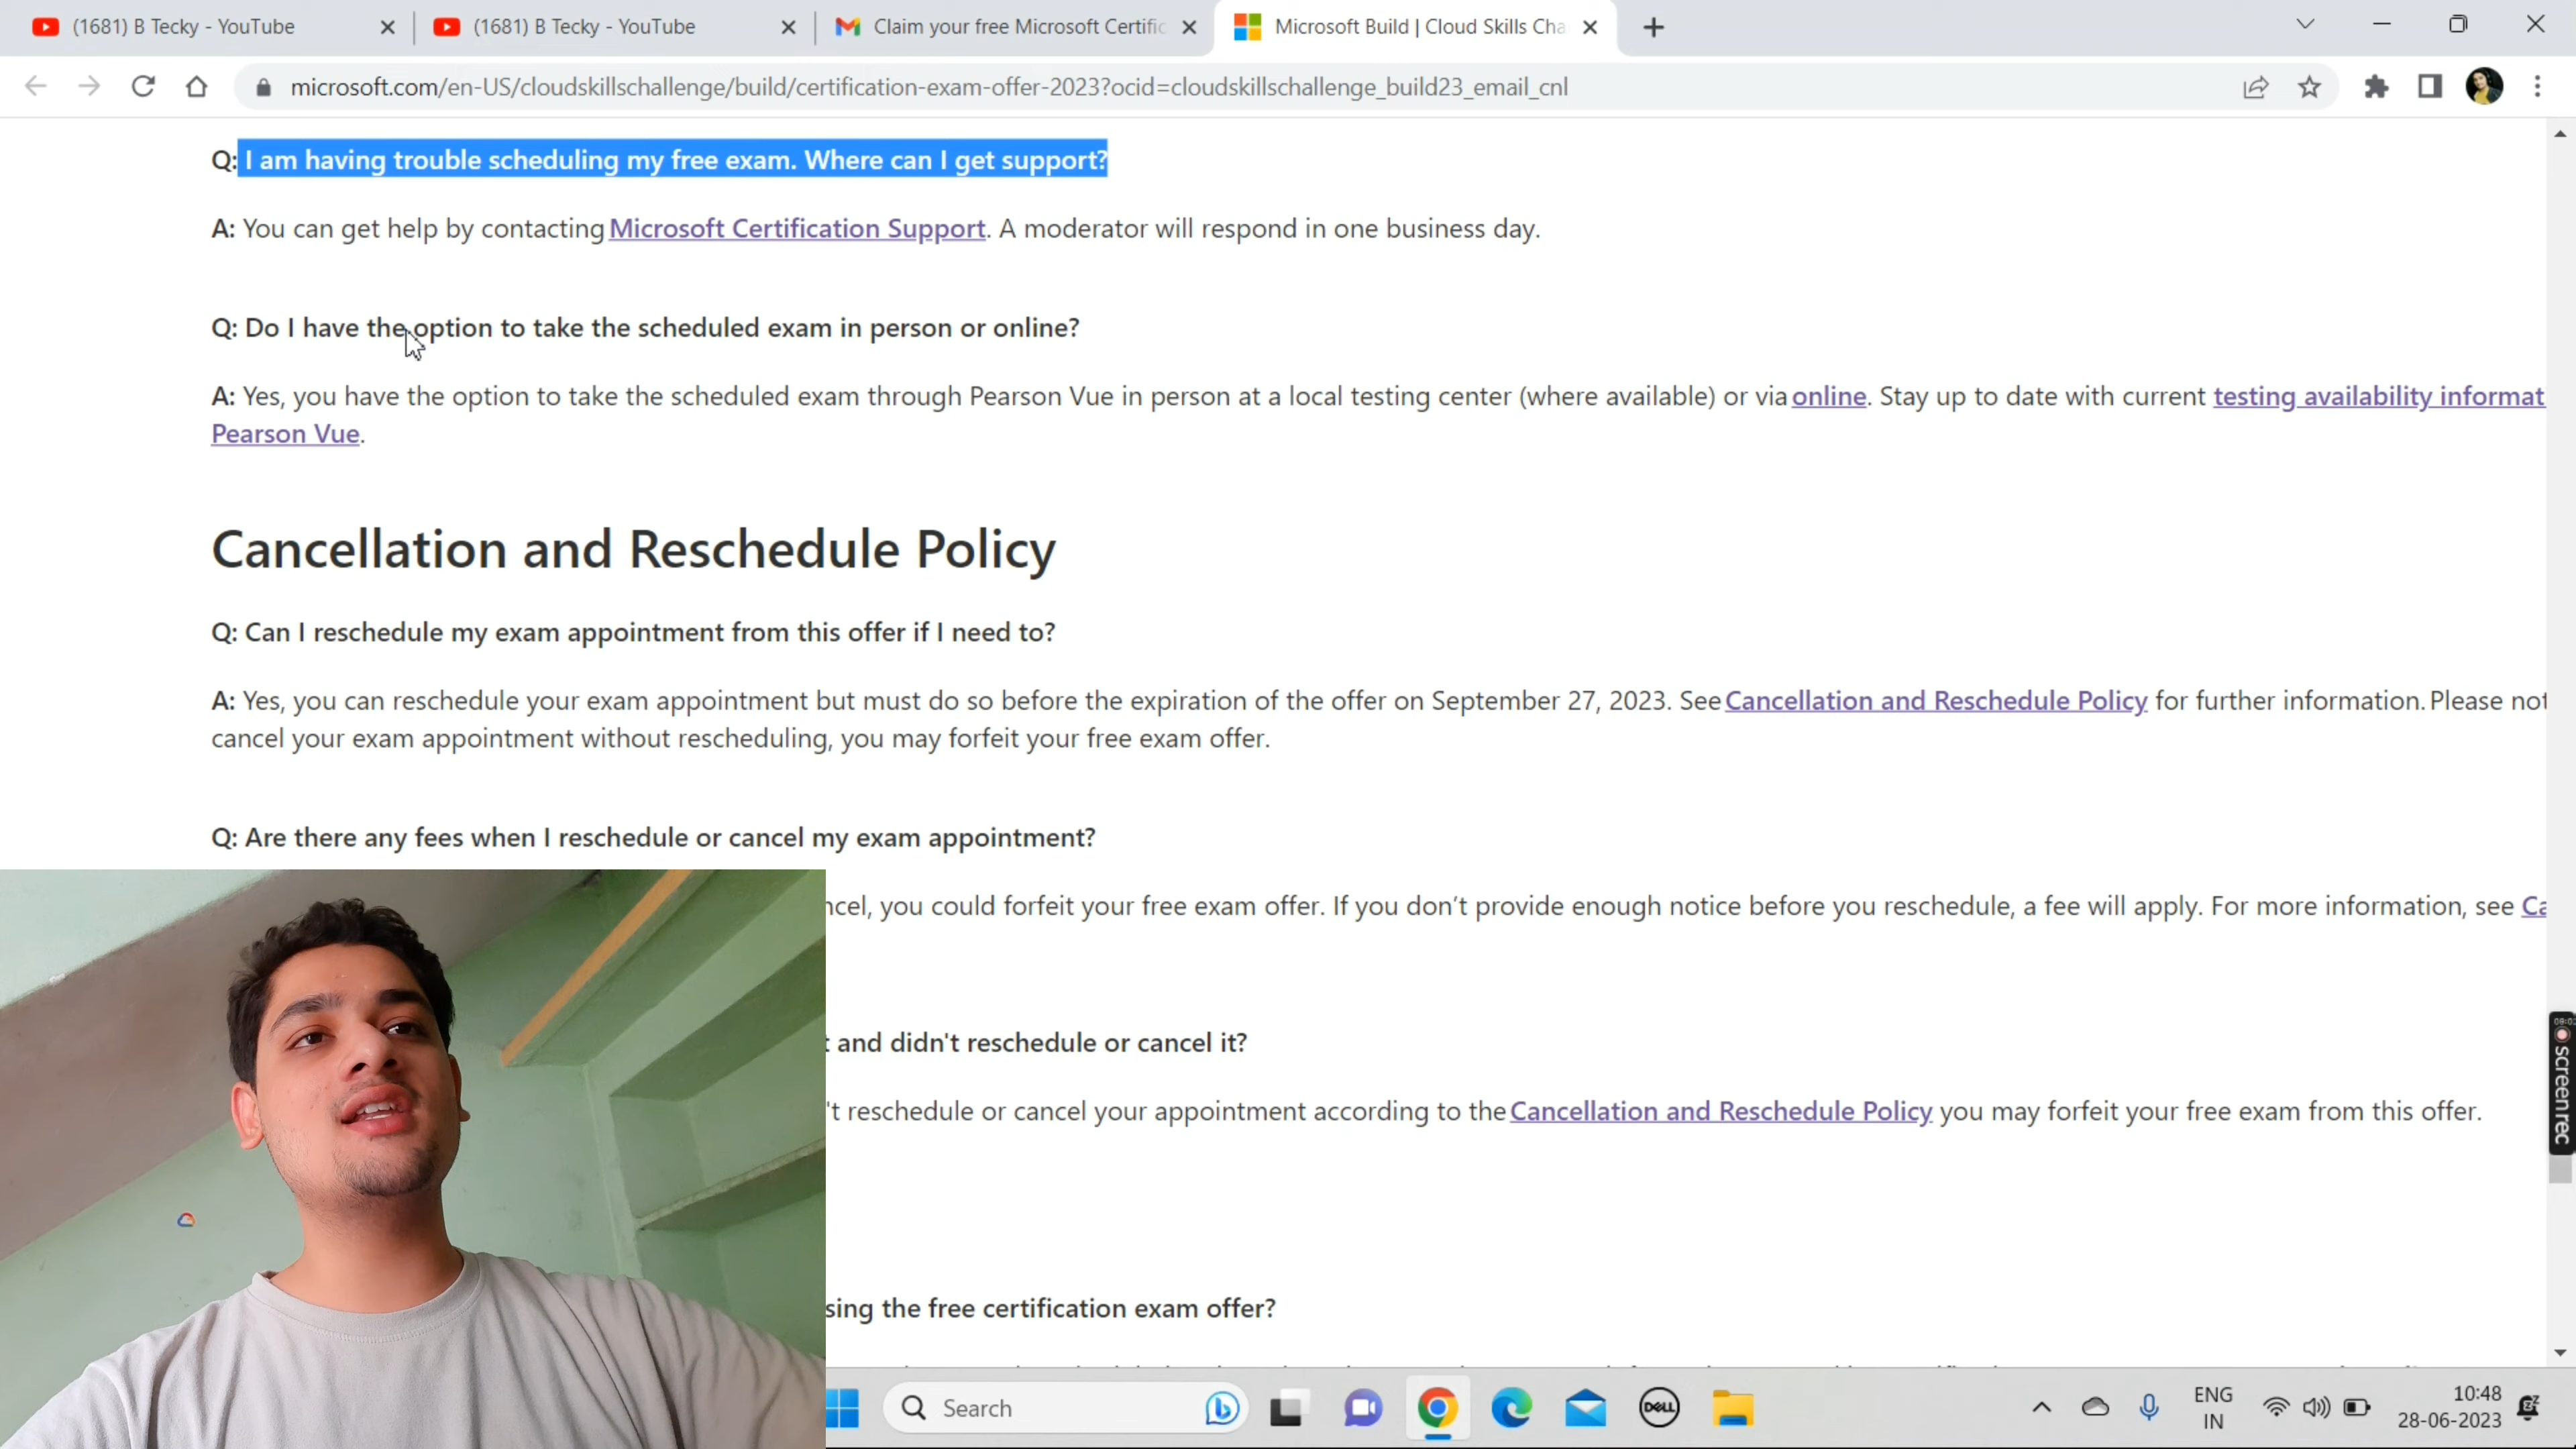 (1681) B Tecky - YouTube
(1681) B Tecky - YouTube
Claim your free Microsoft Certific
Microsoft Build | Cloud Skills Cha
microsoft.com/en-US/cloudskillschallenge/build/certification-exam-offer-2023?ocid=cloudskillschallenge_build23_email_cnl
Q: I am having trouble scheduling my free exam. Where can I get support?
A: You can get help by contacting Microsoft Certification Support. A moderator will respond in one business day.
Q: Do I have the option to take the scheduled exam in person or online?
A: Yes, you have the option to take the scheduled exam through Pearson Vue in person at a local testing center (where available) or via online. Stay up to date with current testing availability informat
Pearson Vue.
Cancellation and Reschedule Policy
Q: Can I reschedule my exam appointment from this offer if I need to?
A: Yes, you can reschedule your exam appointment but must do so before the expiration of the offer on September 27, 2023. See Cancellation and Reschedule Policy for further information. Please not
cancel your exam appointment without rescheduling, you may forfeit your free exam offer.
Q: Are there any fees when I reschedule or cancel my exam appointment?
ncel, you could forfeit your free exam offer. If you don't provide enough notice before you reschedule, a fee will apply. For more information, see Ca
and didn't reschedule or cancel it?
't reschedule or cancel your appointment according to the Cancellation and Reschedule Policy you may forfeit your free exam from this offer.
sing the free certification exam offer?
screenrec
Search
DELL
ENG
IN
10:48
28-06-2023